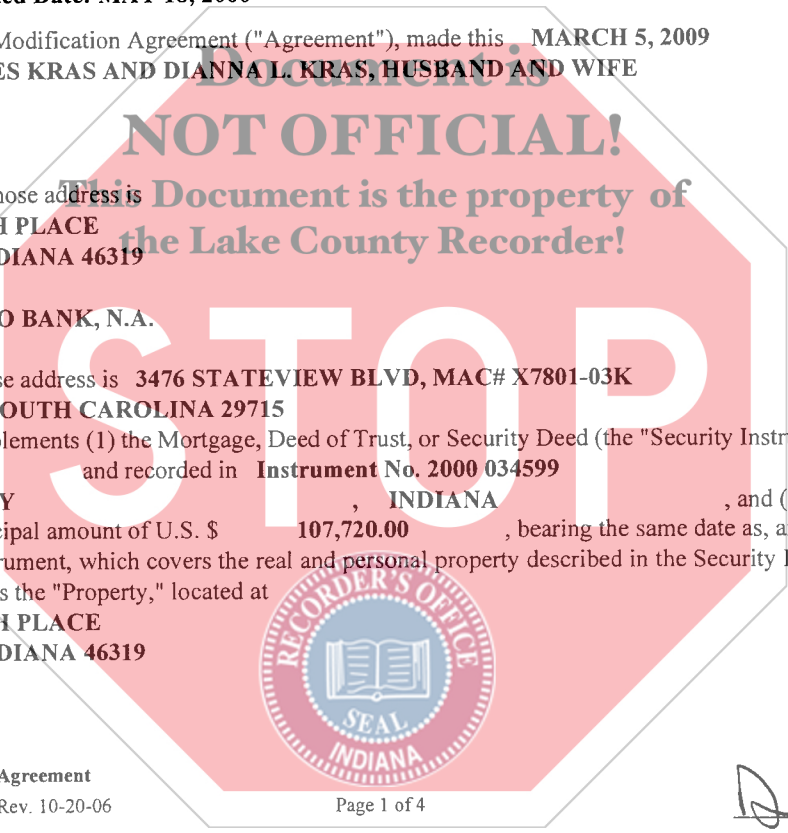 ed Date: MAY 18, 2000
Modification Agreement ("Agreement"), made this MARCH 5, 2009
ES KRAS AND DIANNA L. KRAS, HUSBAND AND WIFE
Document is
NOT OFFICIAL!
This Document is the property of
the Lake County Recorder!
hose address is
H PLACE
DIANA 46319
O BANK, N.A.
STOP
se address is 3476 STATEVIEW BLVD, MAC# X7801-03K
OUTH CAROLINA 29715
plements (1) the Mortgage, Deed of Trust, or Security Deed (the "Security Instr
and recorded in Instrument No. 2000 034599
Y , INDIANA , and (
cipal amount of U.S. $ 107,720.00 , bearing the same date as, a
rument, which covers the real and personal property described in the Security I
s the "Property," located at
H PLACE
DIANA 46319
RECORDER'S OFFICE
SEAL
INDIANA
Agreement
Rev. 10-20-06
Page 1 of 4